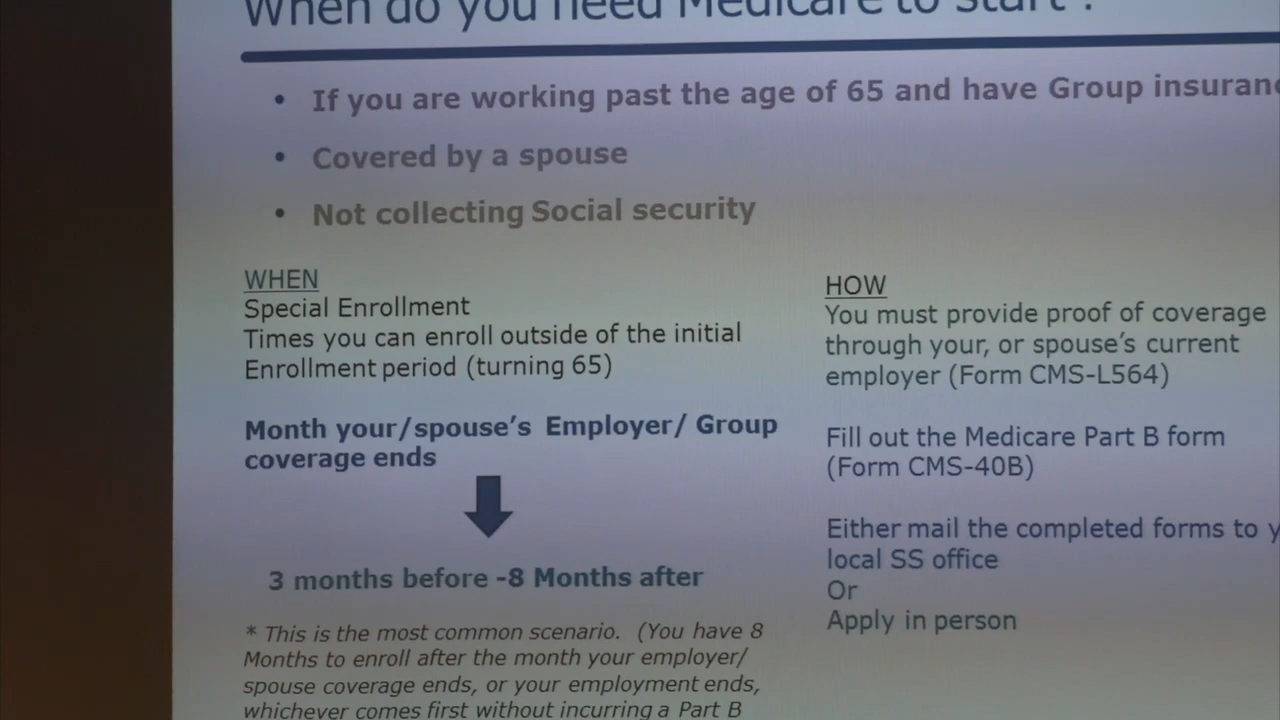 When do you need Medicare to start ?
• If you are working past the age of 65 and have Group
• Covered by a spouse
• Not collecting Social security
WHEN
Special Enrollment
Times you can enroll outside of the initial
Enrollment period (turning 65)
Month your/spouse's Employer/ Group
coverage ends
3 months before -8 Months after
* This is the most common scenario. (You have 8
Months to enroll after the month your employer/
spouse coverage ends, or your employment ends,
whichever comes first without incurring a Part B
HOW
You must provide proof of coverage
through your, or spouse's current
employer (Form CMS-L564)
Fill out the Medicare Part B form
(Form CMS-40B)
Either mail the completed forms to
local SS office
Or
Apply in person